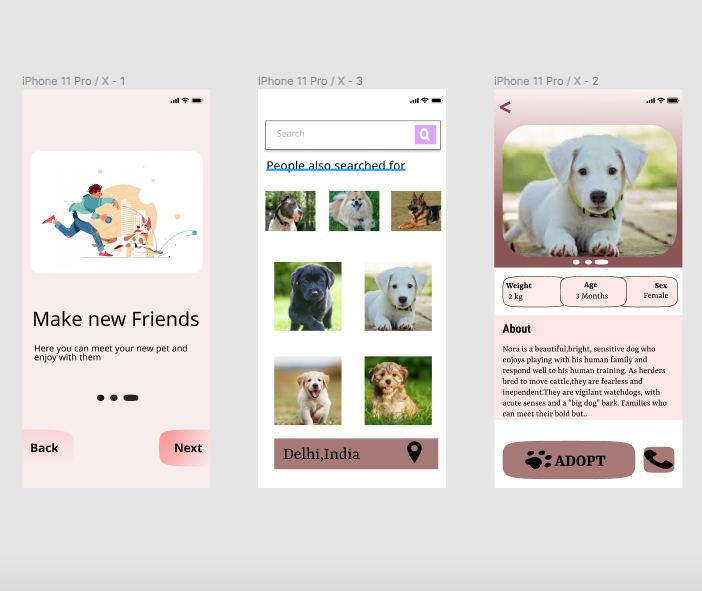 iPhone 11 Pro / X - 1
Make new Friends
Here you can meet your new pet and
enjoy with them
Back
Next
iPhone 11 Pro / X - 3
Search
People also searched for
Delhi,India
iPhone 11 Pro / X - 2
<
Weight
2 kg
Age
3 Months
Sex
Female
About
Nora is a beautiful,bright, sensitive dog who
enjoys playing with his human family and
respond well to his human training. As herders
bred to move cattle,they are fearless and
inependent.They are vigilant watchdogs, with
acute senses and a "big dog" bark. Families who
can meet their bold but..
ADOPT